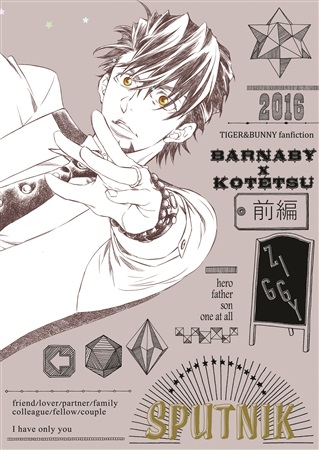 2016
TIGER&BUNNY fanfiction
BARNABY
x
KOTETSU
前編
ZIGGY
hero
father
son
one at all
friend/lover/partner/family
colleague/fellow/couple
I have only you
SPUTNIK